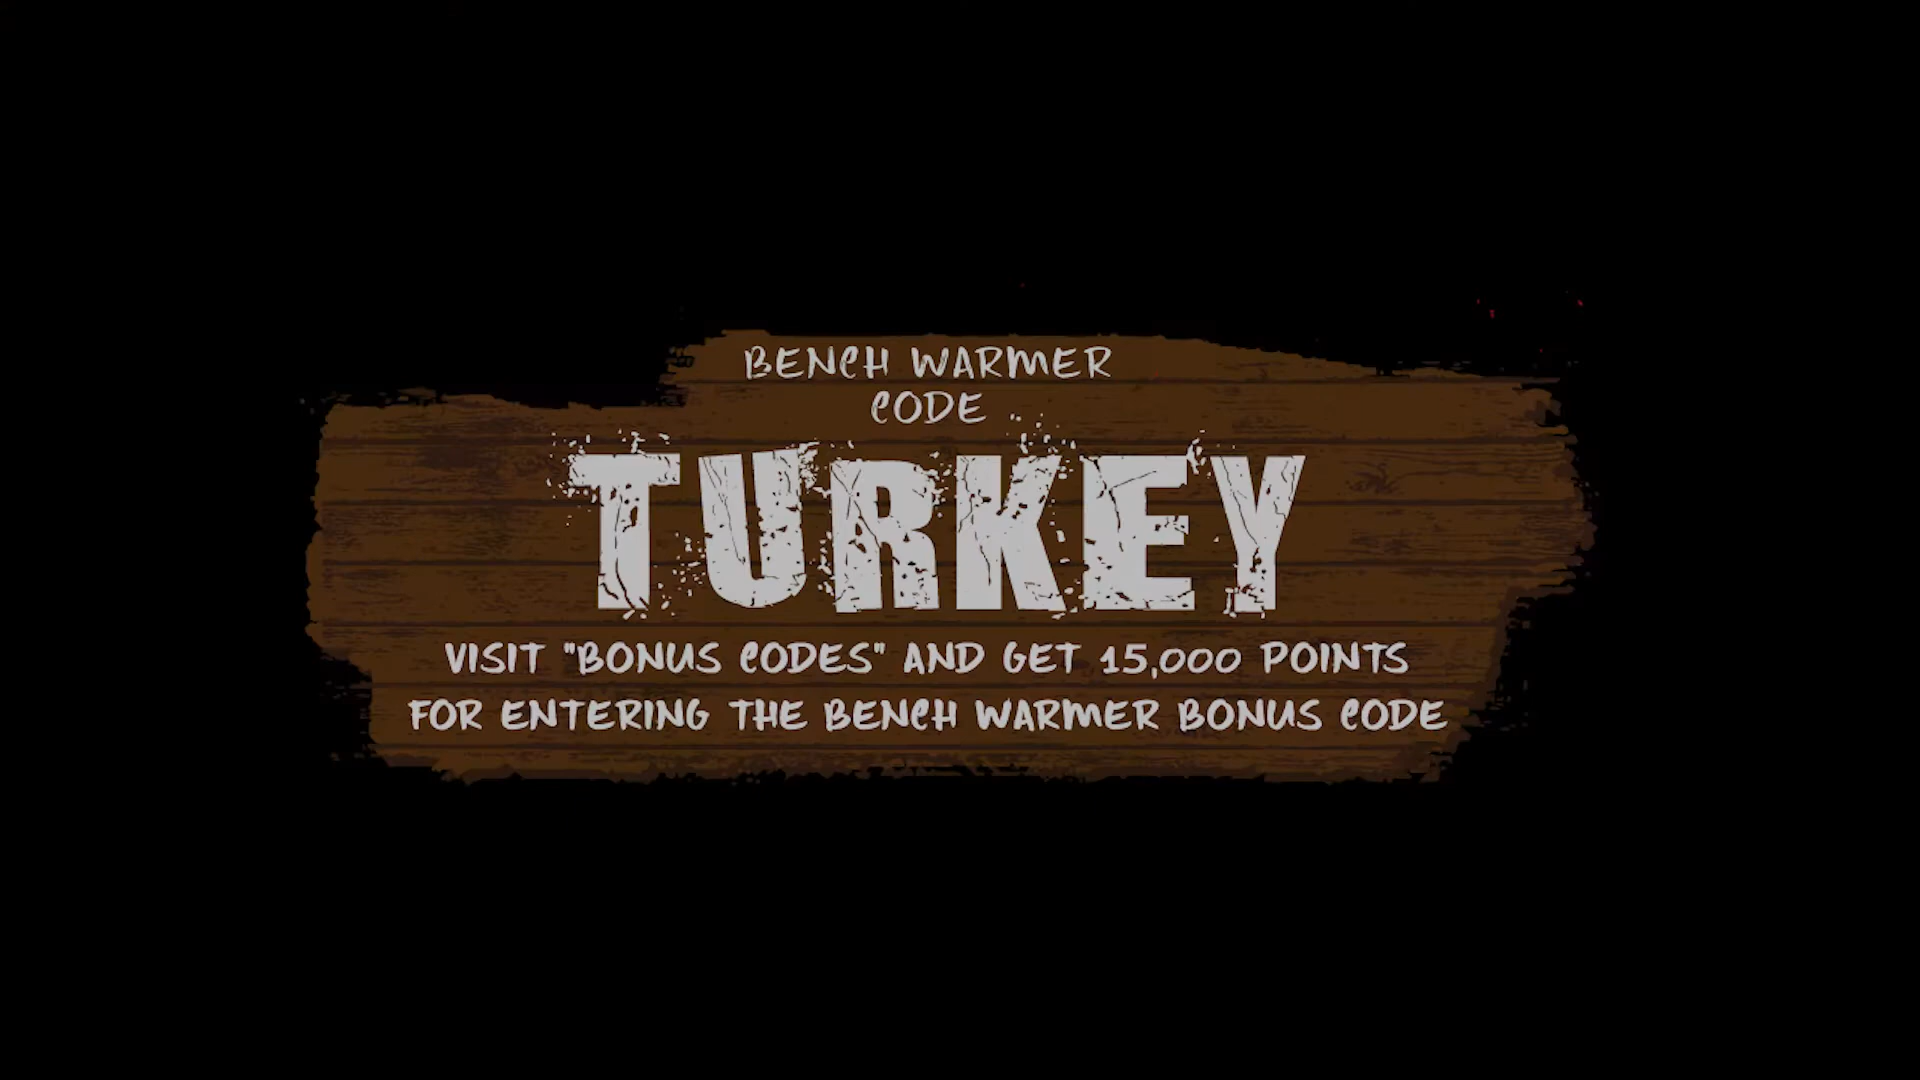 BENCH WARMER
CODE
TURKEY
VISIT "BONUS CODES" AND GET 15,000 POINTS
FOR ENTERING THE BENCH WARMER BONUS CODE